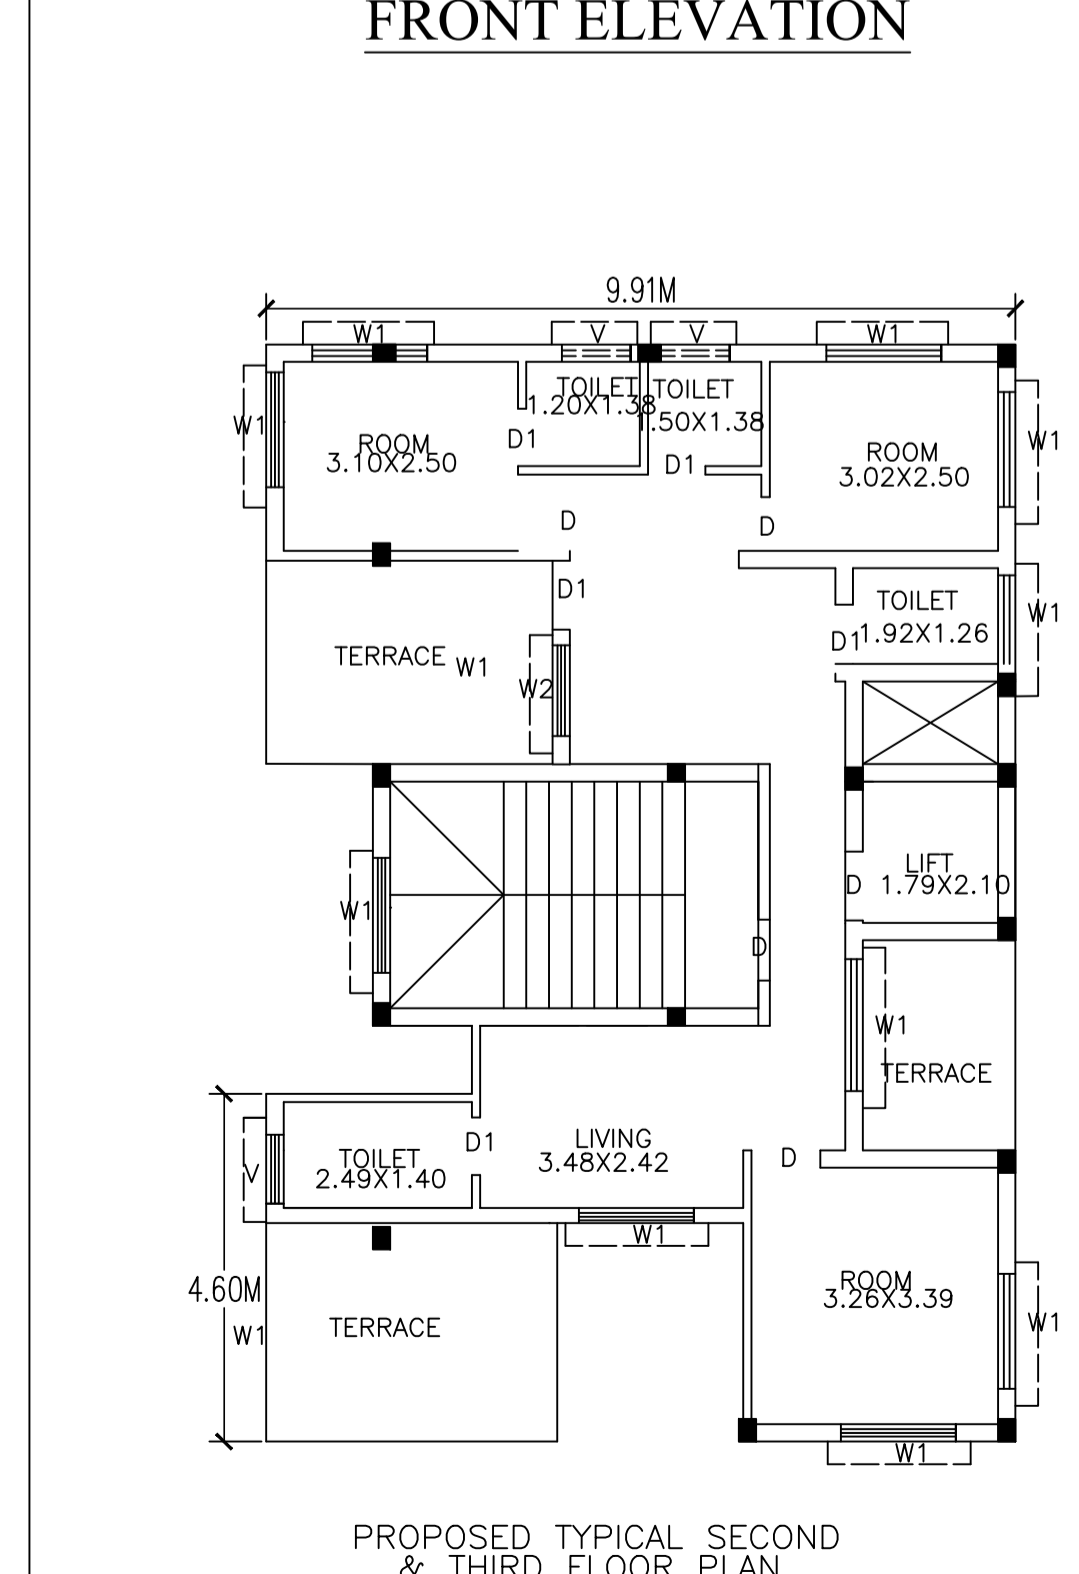 FRONT ELEVATION
9.91M
W1
V
V
W1
W1
TOILET
1.20X1.38
TOILET
.50X1.38
ROOM
3.10X2.50
D1
D1
ROOM
3.02X2.50
W1
D
D
D1
TOILET
1.92X1.26
W1
D1
TERRACE
W1
W2
LIFT
D 1.79X2.10
W1
D
W1
TERRACE
TOILET
2.49X1.40
V
D1
LIVING
3.48X2.42
D
W1
4.60M
W1
TERRACE
ROOM
3.26X3.39
W1
W1
PROPOSED TYPICAL SECOND
& THIRD FLOOR PLAN